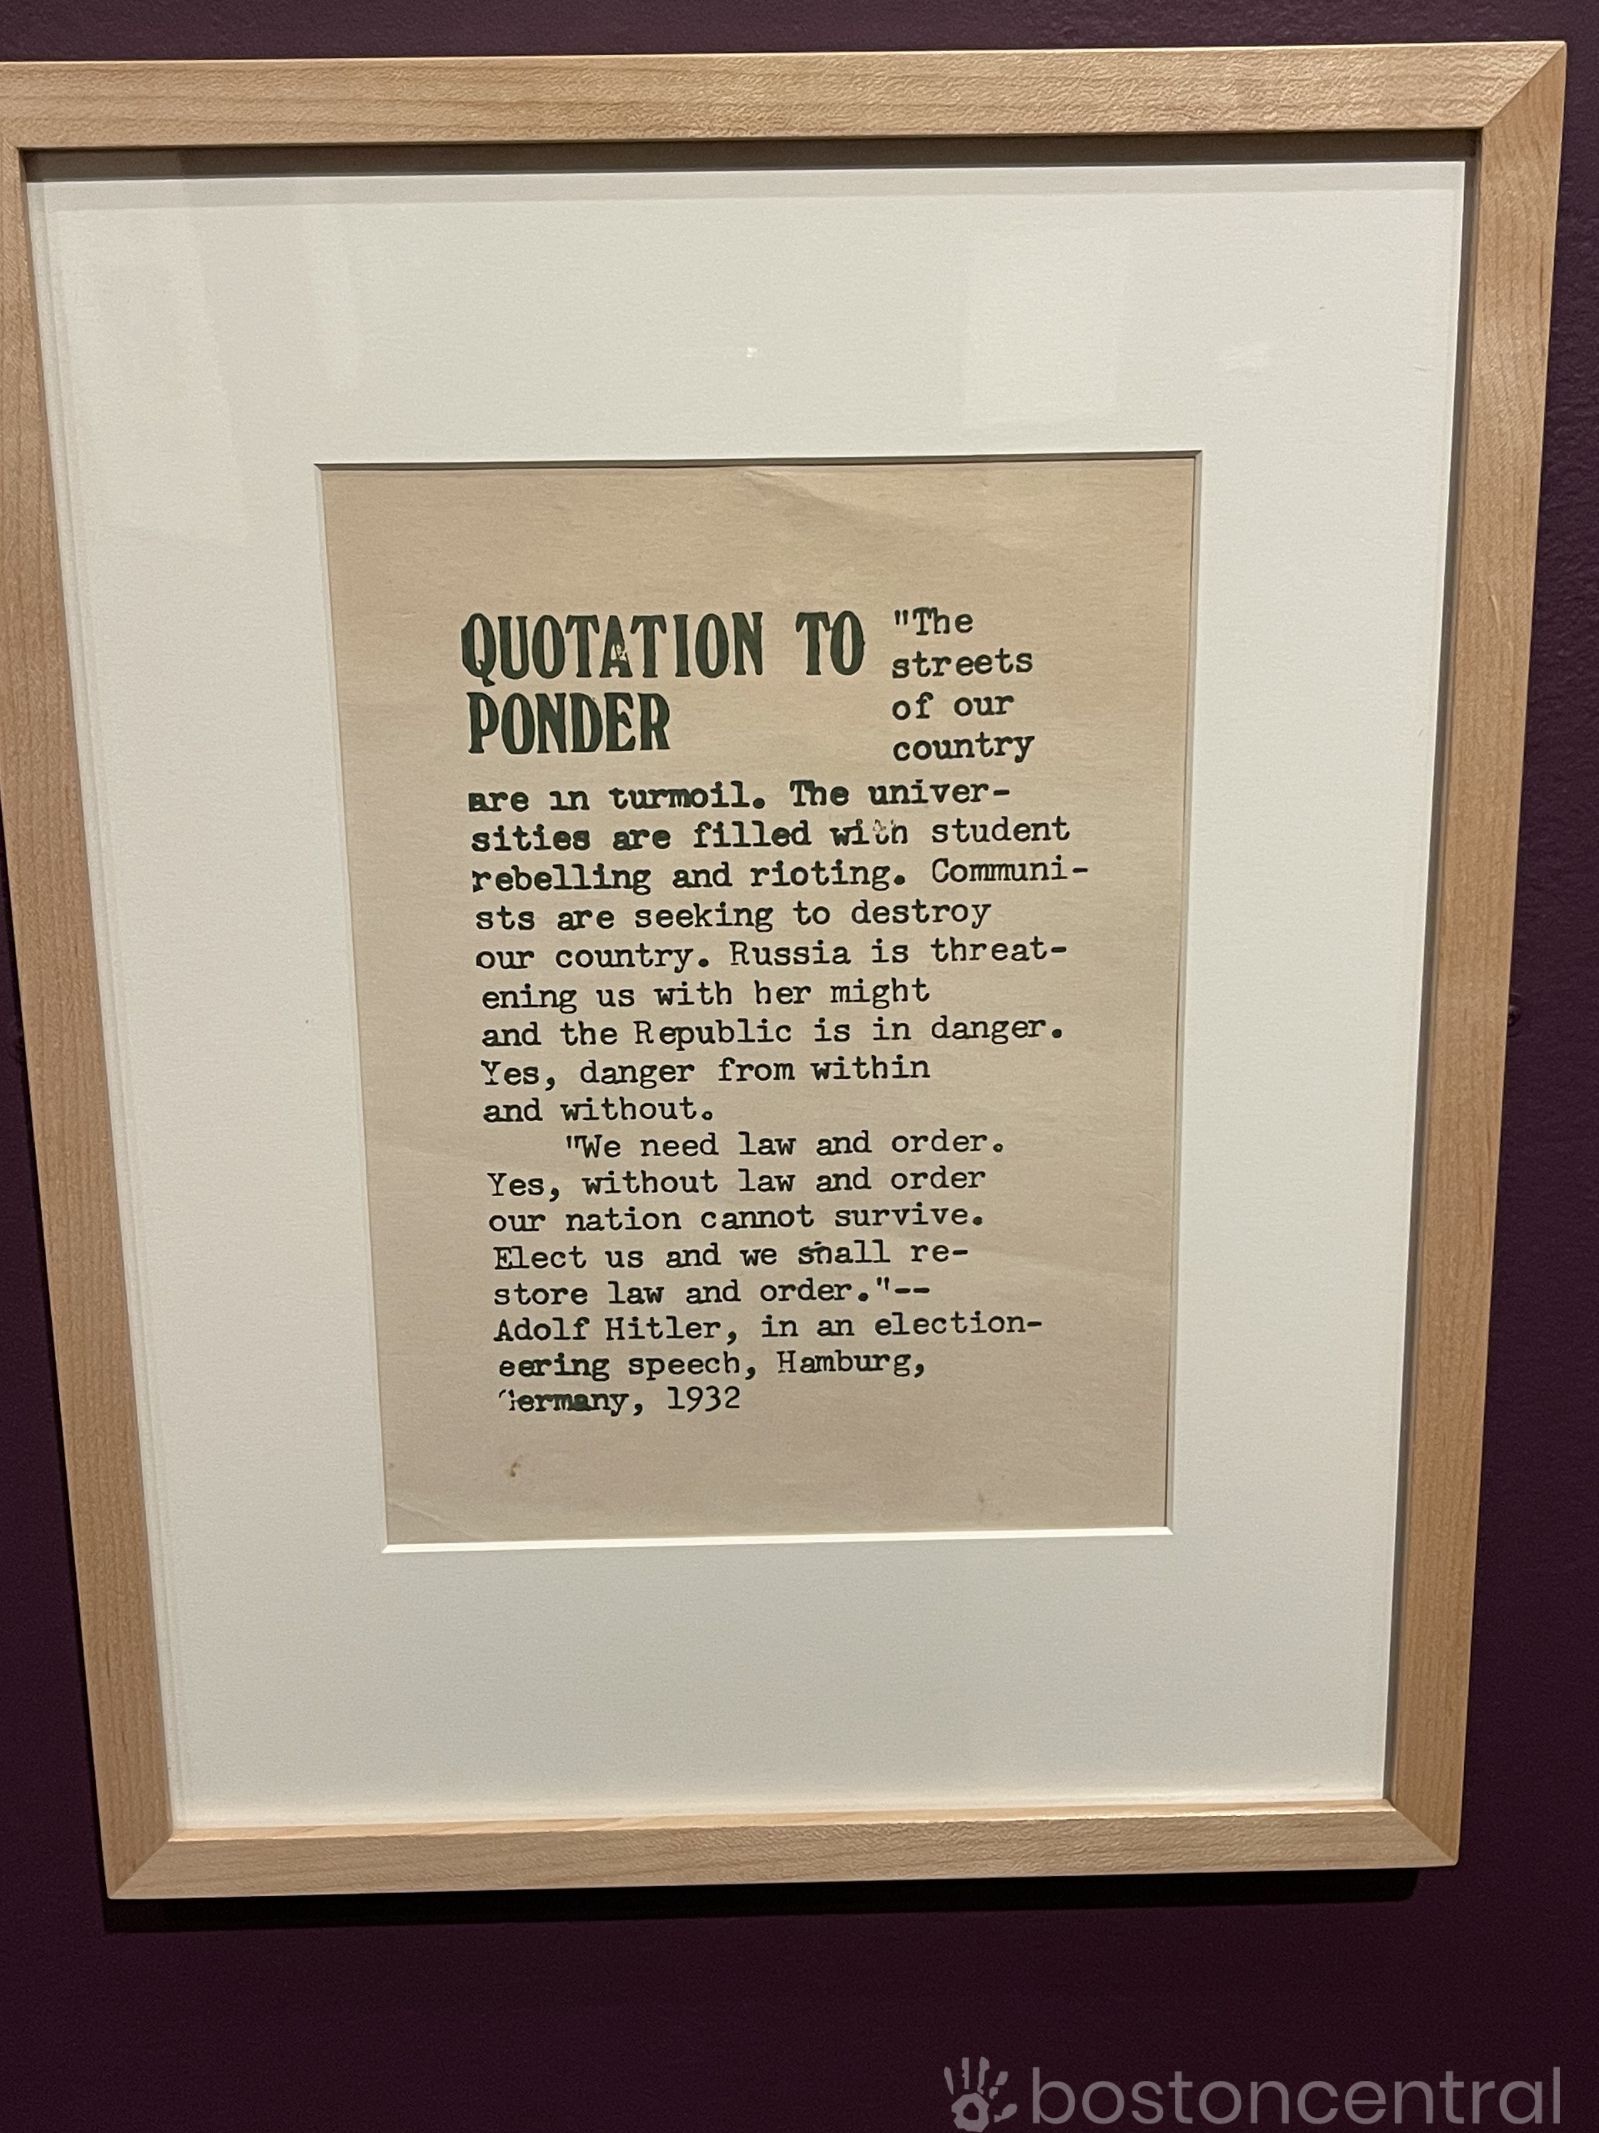 QUOTATION TO
PONDER
"The
streets
of our
country
are in turmoil. The univer-
sities are filled with student
rebelling and rioting. Communi-
sts are seeking to destroy
our country. Russia is threat-
ening us with her might
and the Republic is in danger.
Yes, danger from within
and without.
"We need law and order.
Yes, without law and order
our nation cannot survive.
Elect us and we shall re-
store law and order."--
Adolf Hitler, in an election-
eering speech, Hamburg,
Germany, 1932
bostoncentral